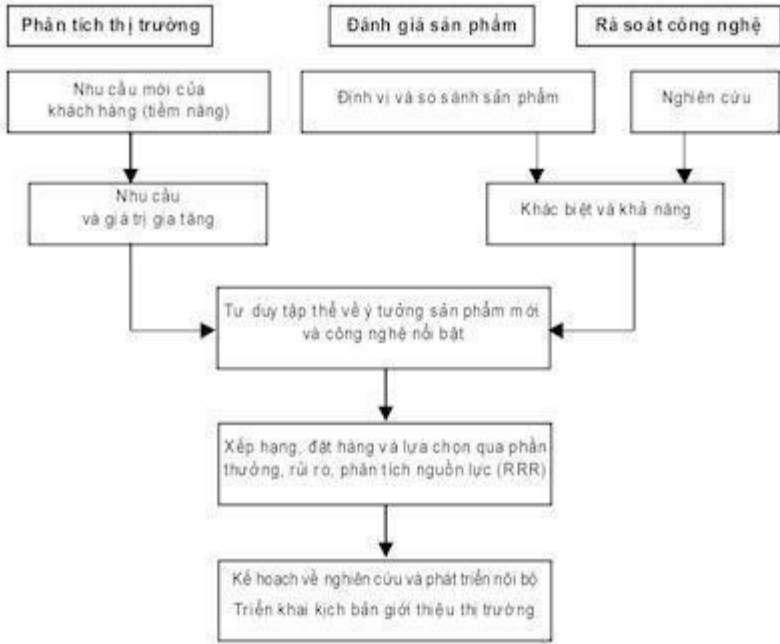 Phân tích thị trường
Đánh giá sản phẩm
Rà soát công nghệ
Nhu cầu mới của
khách hàng (tiềm năng)
Định vị và so sánh sản phẩm
Nghiên cứu
Nhu cầu
và giá trị gia tăng
Khác biệt và khả năng
Tư duy tập thể về ý tưởng sản phẩm mới
và công nghệ nổi bật
Xếp hạng, đặt hàng và lựa chọn qua phần
thưởng, rủi ro, phân tích nguồn lực (RRR)
Kế hoạch về nghiên cứu và phát triển nội bộ
Triển khai kịch bản giới thiệu thị trường